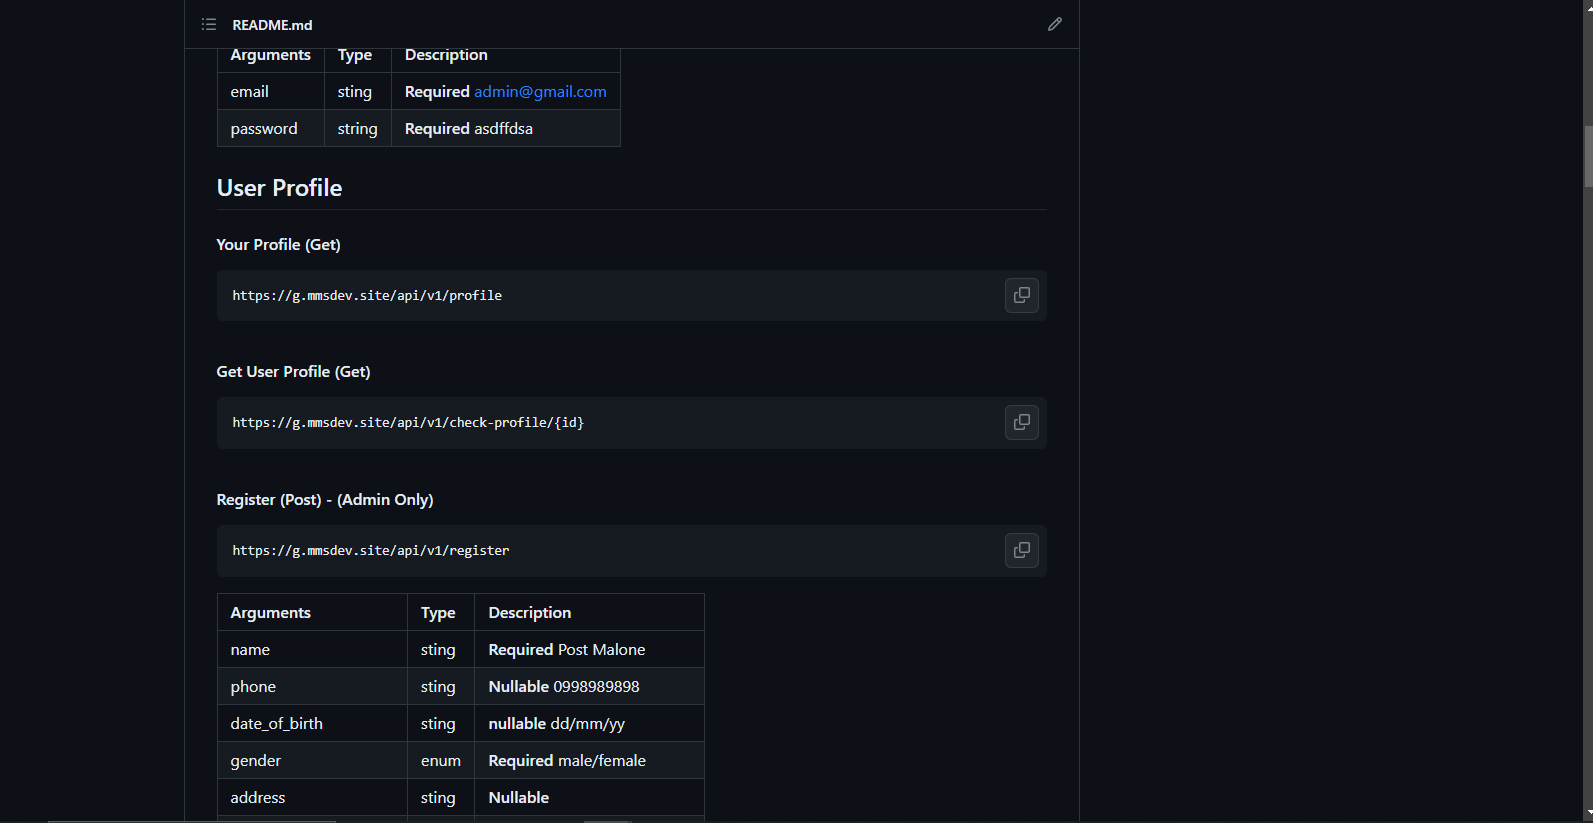 README.md
Arguments Type Description
email sting Required admin@gmail.com
password string Required asdffdsa
User Profile
Your Profile (Get)
https://g.mmsdev.site/api/v1/profile
Get User Profile (Get)
https://g.mmsdev.site/api/v1/check-profile/{id}
Register (Post) - (Admin Only)
https://g.mmsdev.site/api/v1/register
Arguments Type Description
name sting Required Post Malone
phone sting Nullable 0998989898
date_of_birth sting nullable dd/mm/yy
gender enum Required male/female
address sting Nullable